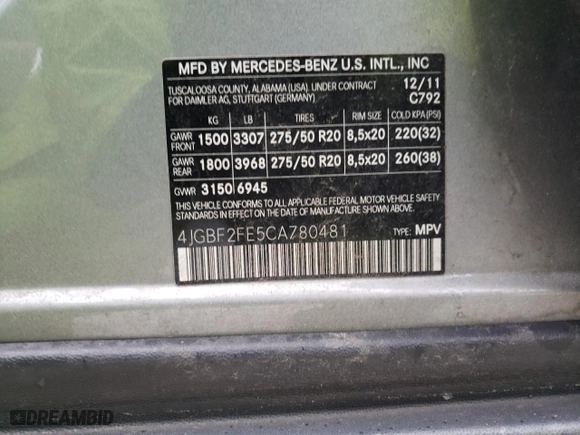 MFD BY MERCEDES-BENZ U.S. INTL., INC
TUSCALOOSA COUNTY, ALABAMA (USA), UNDER CONTRACT 12/11
FOR DAIMLER AG, STUTTGART (GERMANY) C792
KG LB TIRES RIM SIZE COLD KPA(PSI)
GAWR FRONT 1500 3307 275/50 R20 8,5x20 220(32)
GAWR REAR 1800 3968 275/50 R20 8,5x20 260(38)
GVWR 3150 6945
THIS VEHICLE CONFORMS TO ALL APPLICABLE FEDERAL MOTOR VEHICLE SAFETY
STANDARDS IN EFFECT ON THE DATE OF MANUFACTURE SHOWN ABOVE.
4JGBF2FE5CA780481 TYPE: MPV
DREAMBID